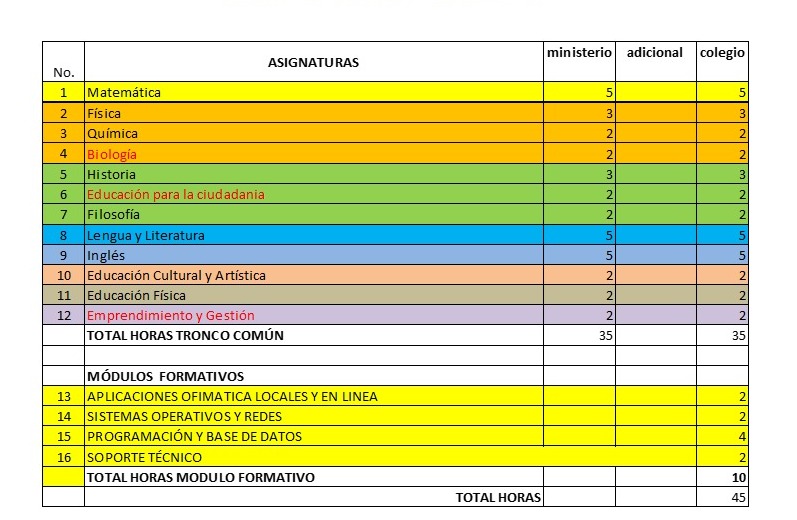 No. ASIGNATURAS ministerio adicional colegio
1 Matemática 5 5
2 Física 3 3
3 Química 2 2
4 Biología 2 2
5 Historia 3 3
6 Educación para la ciudadania 2 2
7 Filosofía 2 2
8 Lengua y Literatura 5 5
9 Inglés 5 5
10 Educación Cultural y Artística 2 2
11 Educación Física 2 2
12 Emprendimiento y Gestión 2 2
TOTAL HORAS TRONCO COMÚN 35 35
MÓDULOS FORMATIVOS
13 APLICACIONES OFIMATICA LOCALES Y EN LINEA 2
14 SISTEMAS OPERATIVOS Y REDES 2
15 PROGRAMACIÓN Y BASE DE DATOS 4
16 SOPORTE TÉCNICO 2
TOTAL HORAS MODULO FORMATIVO 10
TOTAL HORAS 45